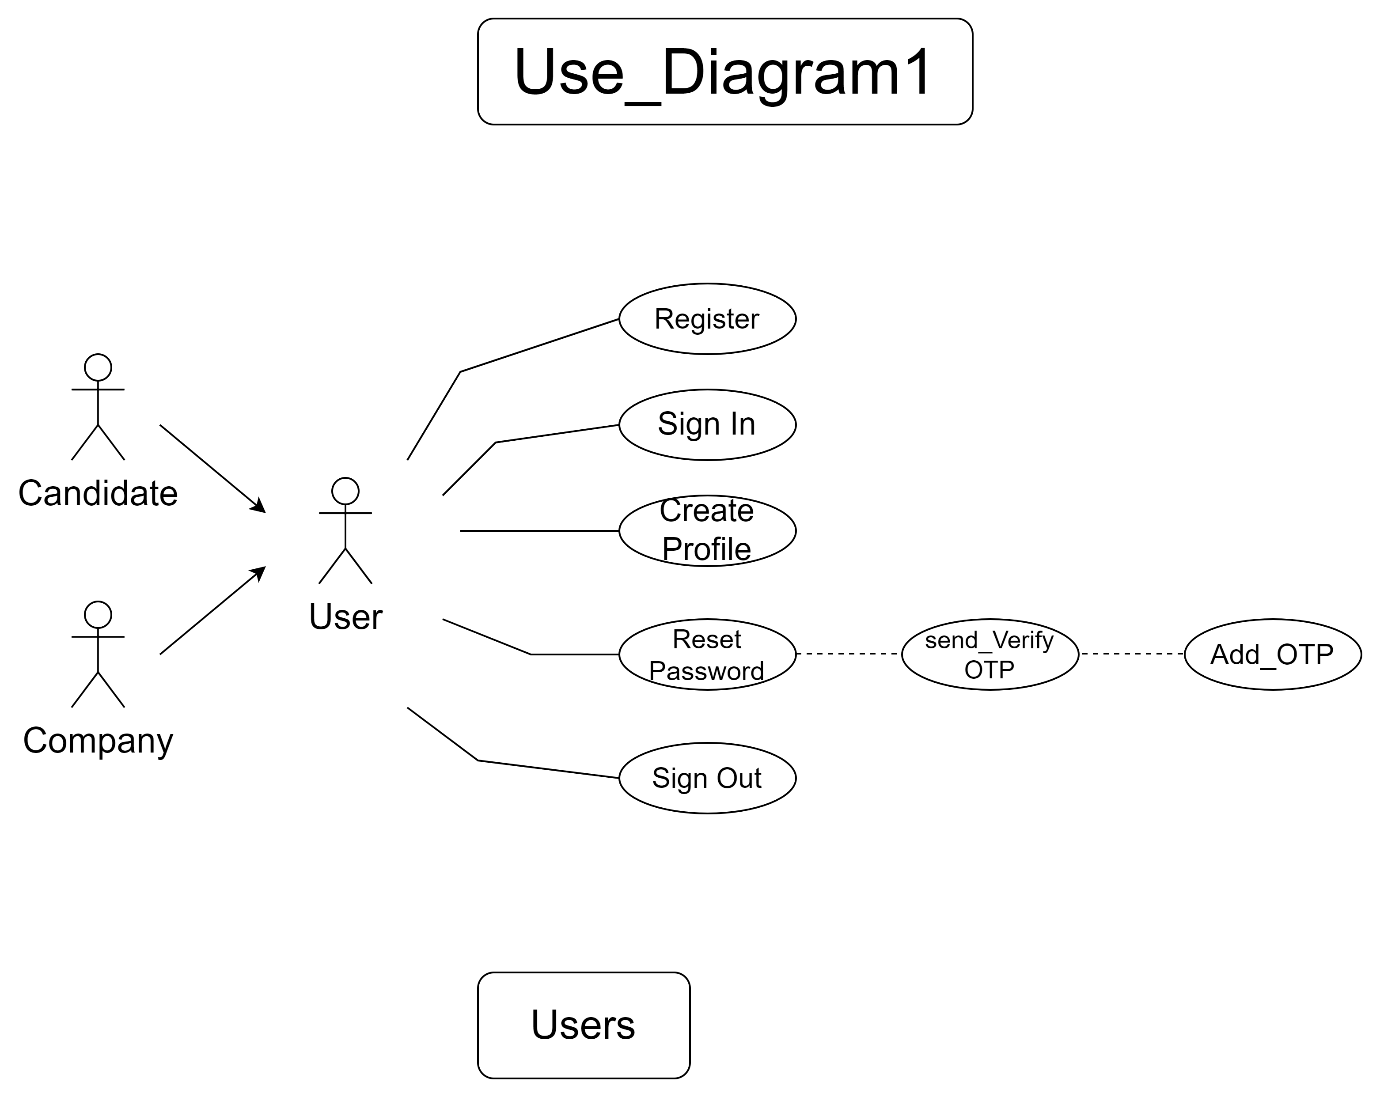 Use_Diagram1
Register
Sign In
Candidate
Create
Profile
User
Reset
Password
send_Verify
OTP
Add_OTP
Company
Sign Out
Users